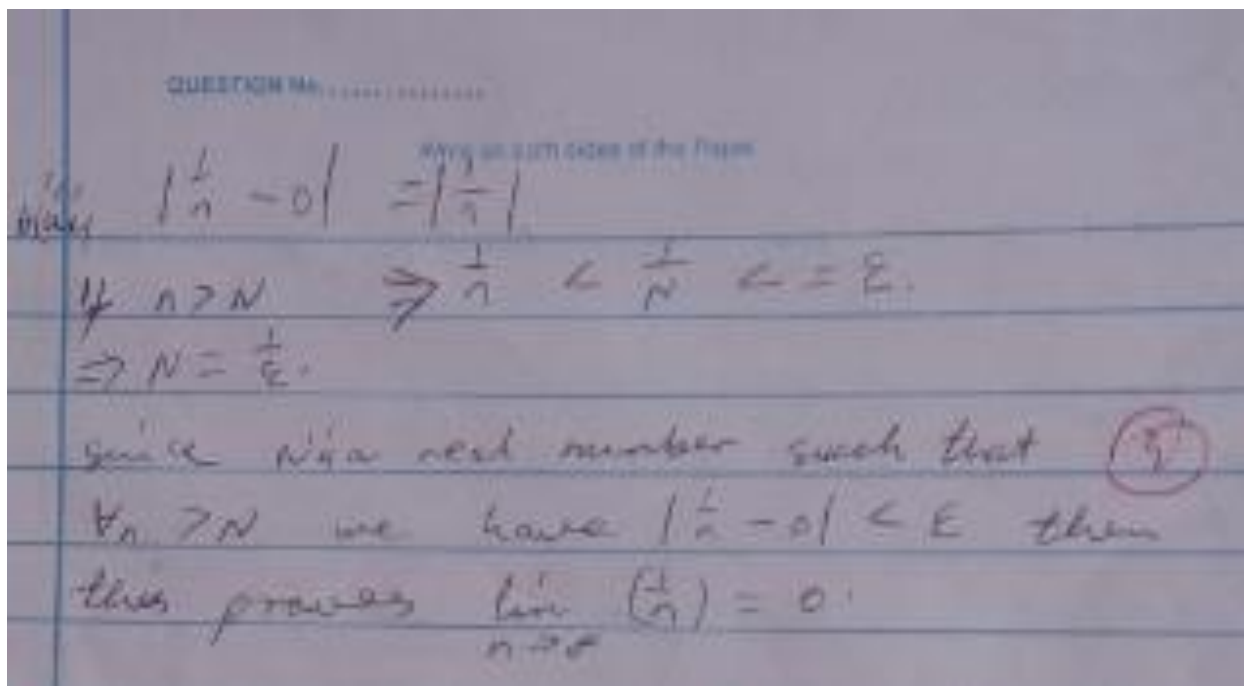 QUESTION No................
Write on both sides of the Paper
|1/n - 0| = |1/n|
If n > N ⇒ 1/n < 1/N < = ε.
⇒ N = 1/ε.
since N is a real number such that
∀n > N we have |1/n - 0| < ε then
this proves lim (1/n) = 0.
n→